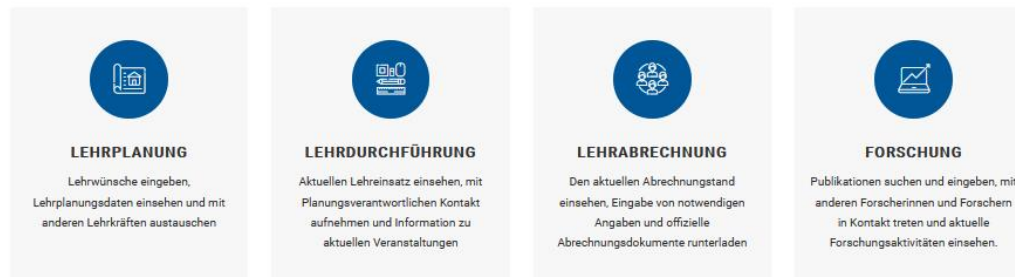 LEHRPLANUNG
Lehrwünsche eingeben,
Lehrplanungsdaten einsehen und mit
anderen Lehrkräften austauschen
LEHRDURCHFÜHRUNG
Aktuellen Lehreinsatz einsehen, mit
Planungsverantwortlichen Kontakt
aufnehmen und Information zu
aktuellen Veranstaltungen
LEHRABRECHNUNG
Den aktuellen Abrechnungstand
einsehen, Eingabe von notwendigen
Angaben und offizielle
Abrechnungsdokumente runterladen
FORSCHUNG
Publikationen suchen und eingeben, mit
anderen Forscherinnen und Forschern
in Kontakt treten und aktuelle
Forschungsaktivitäten einsehen.